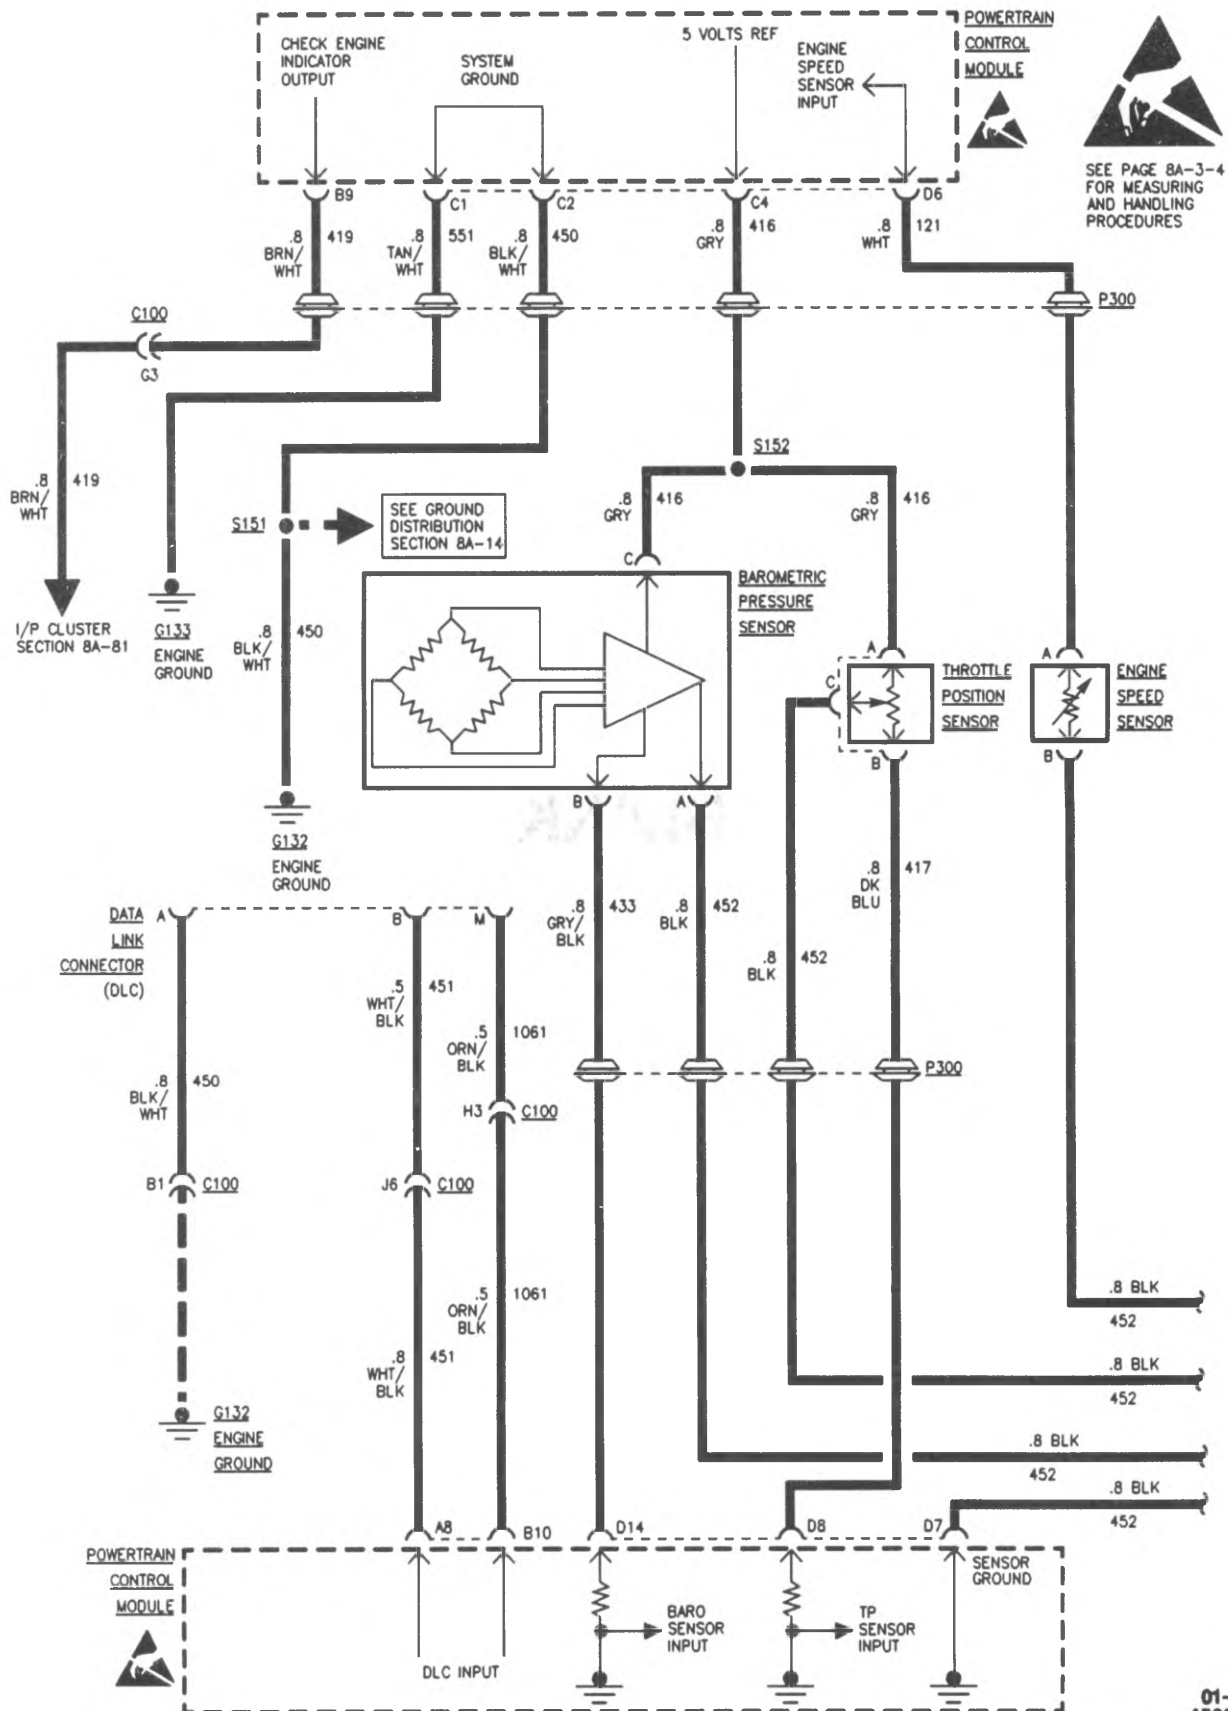 POWERTRAIN
CONTROL
MODULE
CHECK ENGINE
INDICATOR
OUTPUT
SYSTEM
GROUND
5 VOLTS REF
ENGINE
SPEED
SENSOR
INPUT
SEE PAGE 8A-3-4
FOR MEASURING
AND HANDLING
PROCEDURES
B9
C1
C2
C4
D6
.8
BRN/
WHT
419
.8
TAN/
WHT
551
.8
BLK/
WHT
450
.8
GRY
416
.8
WHT
121
P300
C100
G3
.8
BRN/
WHT
419
S152
.8
GRY
416
.8
GRY
416
S151
SEE GROUND
DISTRIBUTION
SECTION 8A-14
I/P CLUSTER
SECTION 8A-81
G133
ENGINE
GROUND
.8
BLK/
WHT
450
C
BAROMETRIC
PRESSURE
SENSOR
A
C
THROTTLE
POSITION
SENSOR
B
A
ENGINE
SPEED
SENSOR
B
B
A
G132
ENGINE
GROUND
DATA
LINK
CONNECTOR
(DLC)
A
B
M
.8
GRY/
BLK
433
.8
BLK
452
.8
BLK
452
.8
DK
BLU
417
.5
WHT/
BLK
451
.5
ORN/
BLK
1061
.8
BLK/
WHT
450
P300
H3
C100
B1
C100
J6
C100
.5
ORN/
BLK
1061
.8
WHT/
BLK
451
.8 BLK
452
.8 BLK
452
.8 BLK
452
.8 BLK
452
G132
ENGINE
GROUND
A8
B10
D14
D8
D7
POWERTRAIN
CONTROL
MODULE
DLC INPUT
BARO
SENSOR
INPUT
TP
SENSOR
INPUT
SENSOR
GROUND
01-